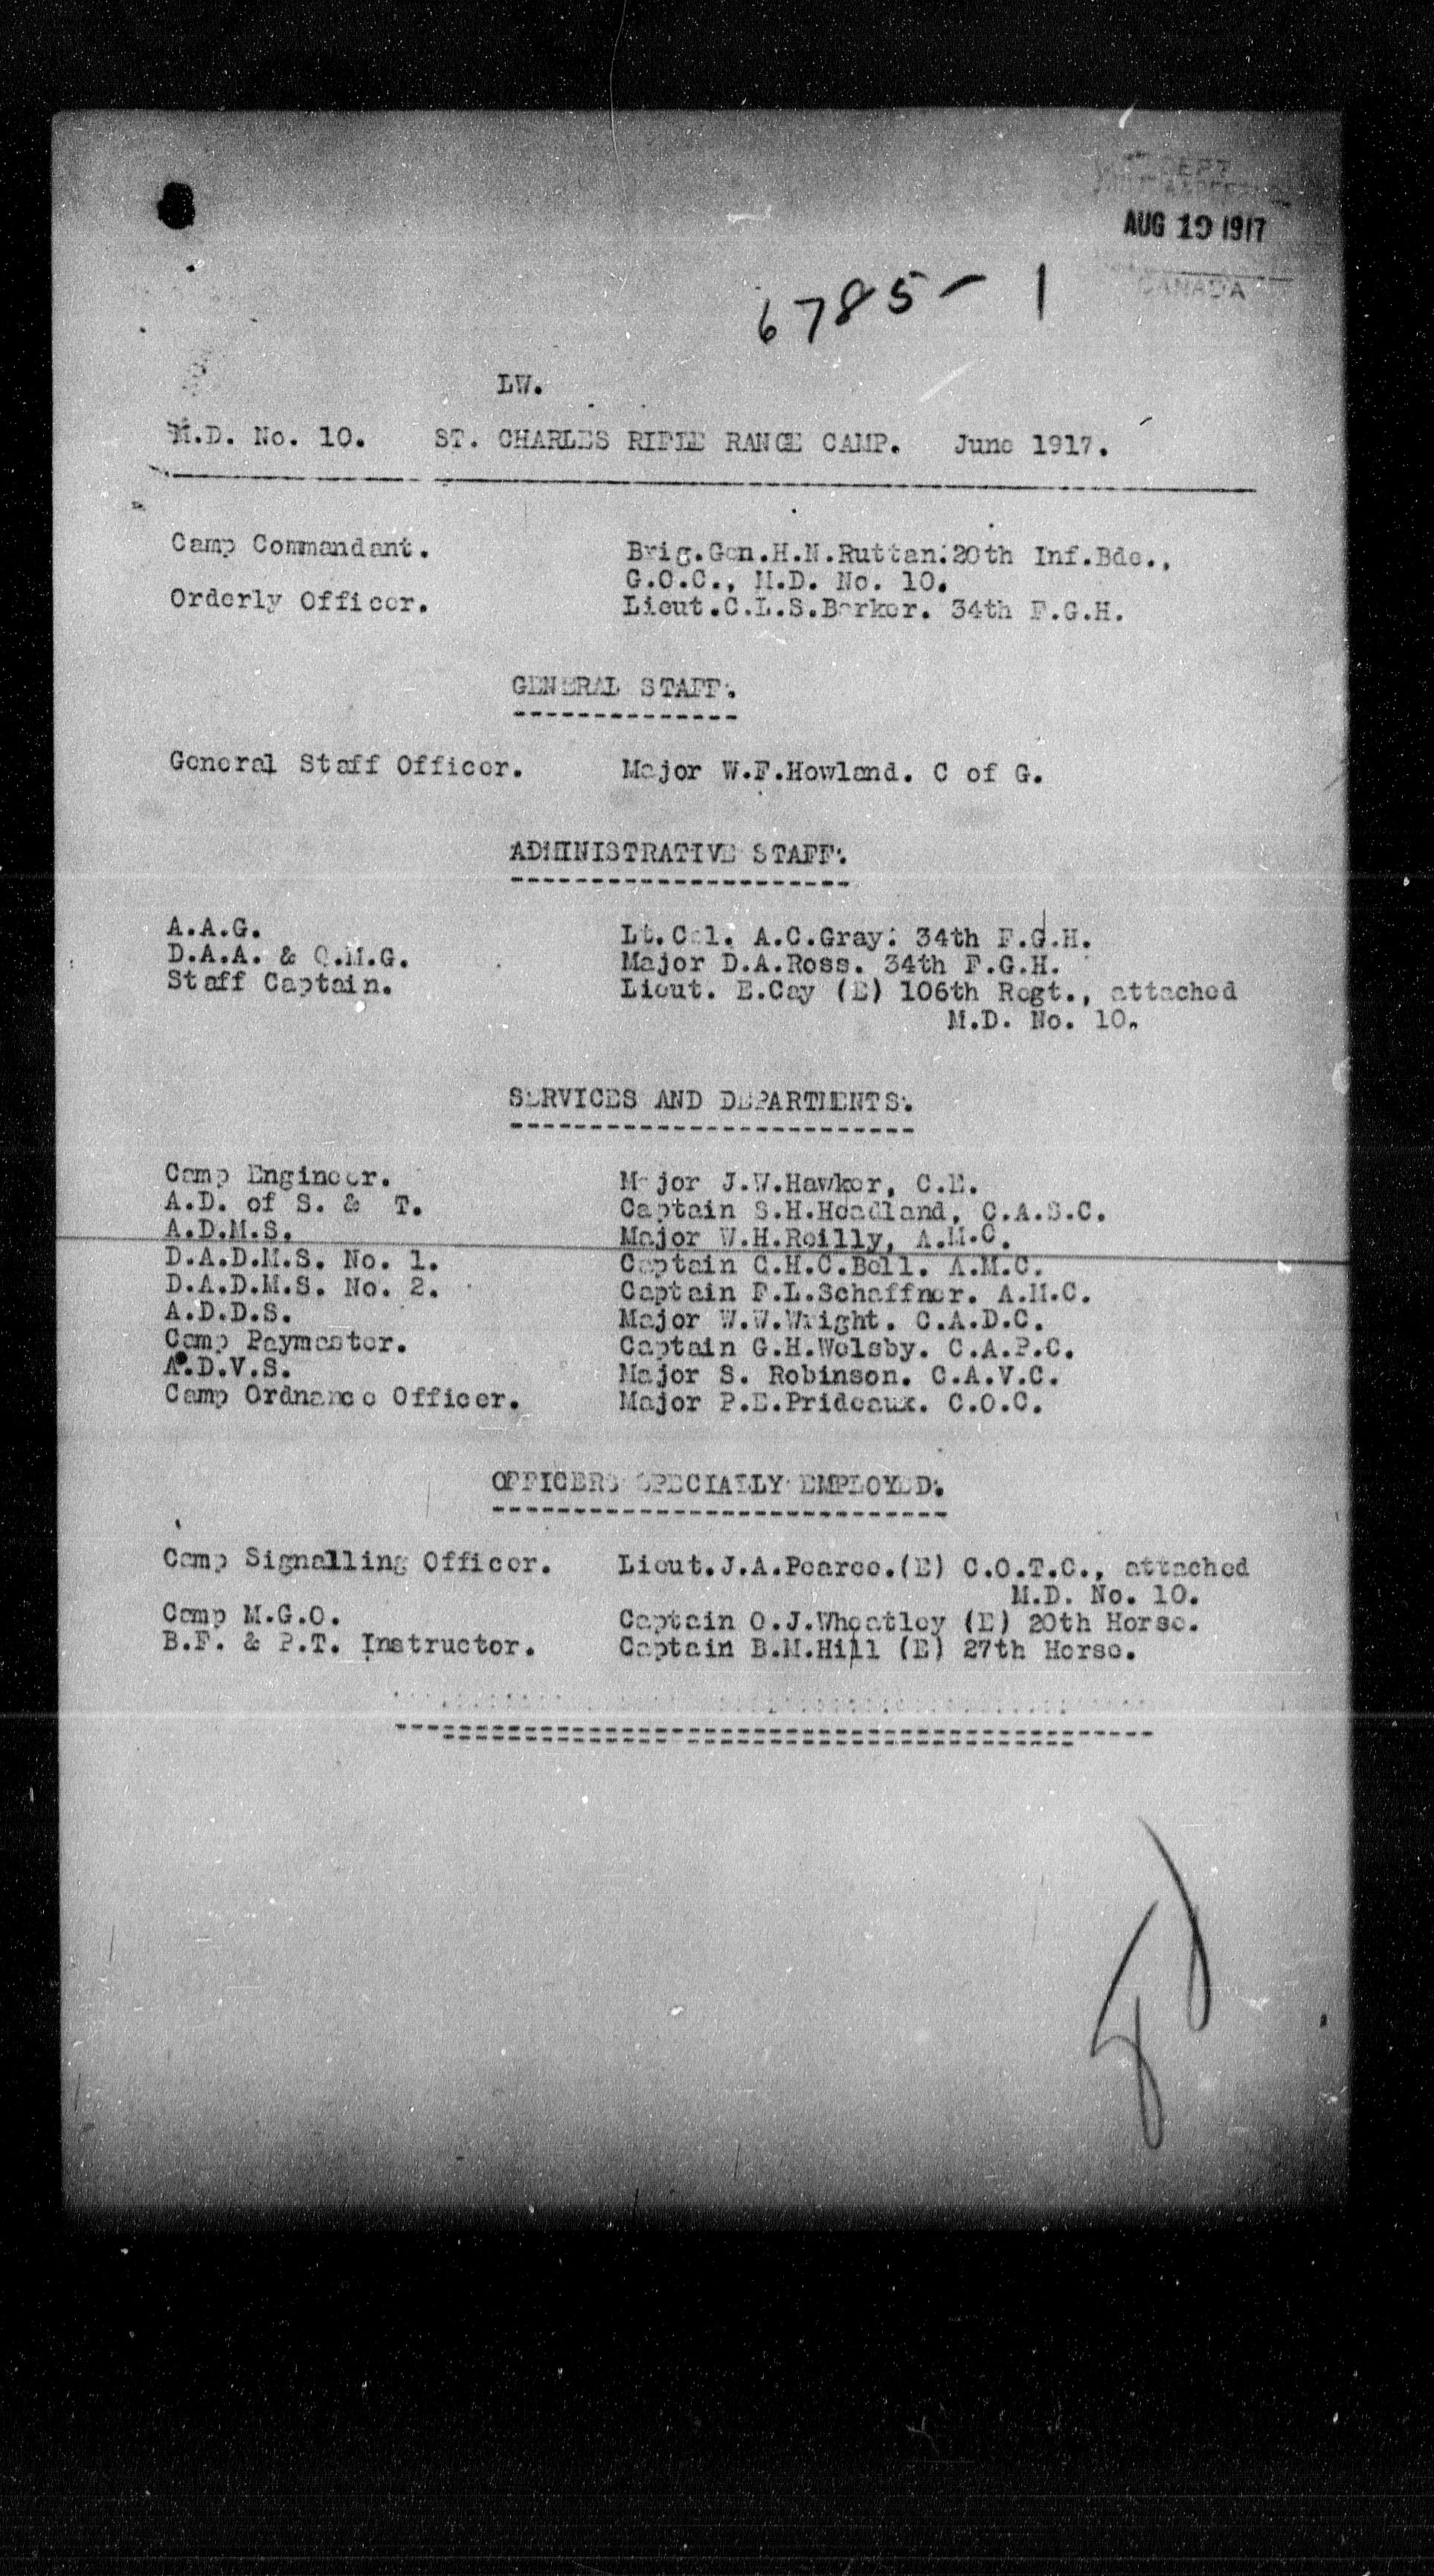 DEPT
AUG 19 1917
CANADA
6785-1
LW.
M.D. No. 10. ST. CHARLES RIFLE RANGE CAMP. June 1917.
Camp Commandant. Brig.Gen.H.N.Ruttan.20th Inf.Bde.,
G.O.C., M.D. No. 10.
Orderly Officer. Lieut.C.L.S.Barker. 34th F.G.H.
GENERAL STAFF.
General Staff Officer. Major W.F.Howland. C of G.
ADMINISTRATIVE STAFF.
A.A.G. Lt.Col. A.C.Gray. 34th F.G.H.
D.A.A. & Q.M.G. Major D.A.Ross. 34th F.G.H.
Staff Captain. Lieut. E.Cay (E) 106th Regt., attached
M.D. No. 10.
SERVICES AND DEPARTMENTS.
Camp Engineer. Major J.W.Hawker, C.E.
A.D. of S. & T. Captain S.H.Hoadland, C.A.S.C.
A.D.M.S. Major W.H.Reilly, A.M.C.
D.A.D.M.S. No. 1. Captain C.H.C.Bell. A.M.C.
D.A.D.M.S. No. 2. Captain F.L.Schaffner. A.M.C.
A.D.D.S. Major W.W.Wright. C.A.D.C.
Camp Paymaster. Captain G.H.Welsby. C.A.P.C.
A.D.V.S. Major S. Robinson. C.A.V.C.
Camp Ordnance Officer. Major P.E.Prideaux. C.O.C.
OFFICERS SPECIALLY EMPLOYED.
Camp Signalling Officer. Lieut.J.A.Pearce.(E) C.O.T.C., attached
M.D. No. 10.
Camp M.G.O. Captain O.J.Wheatley (E) 20th Horse.
B.F. & P.T. Instructor. Captain B.M.Hill (E) 27th Horse.